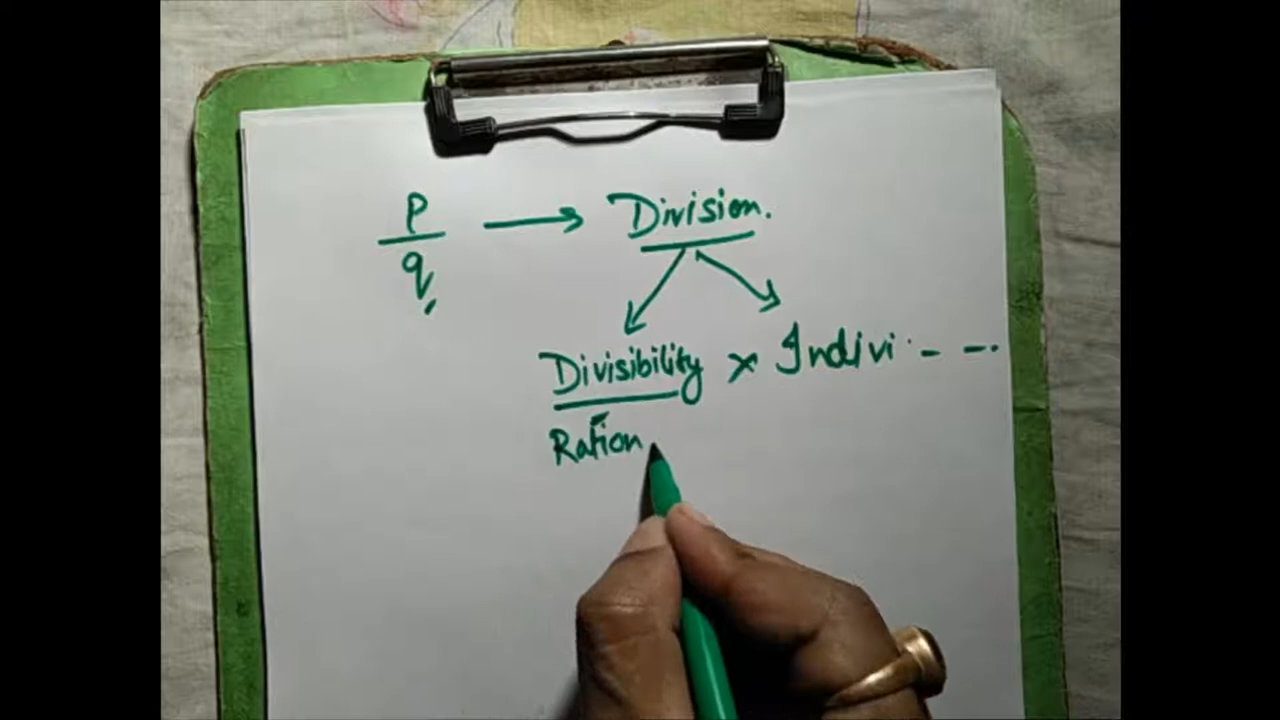 P/q → Division.
Divisibility × Indivi - -
Ration